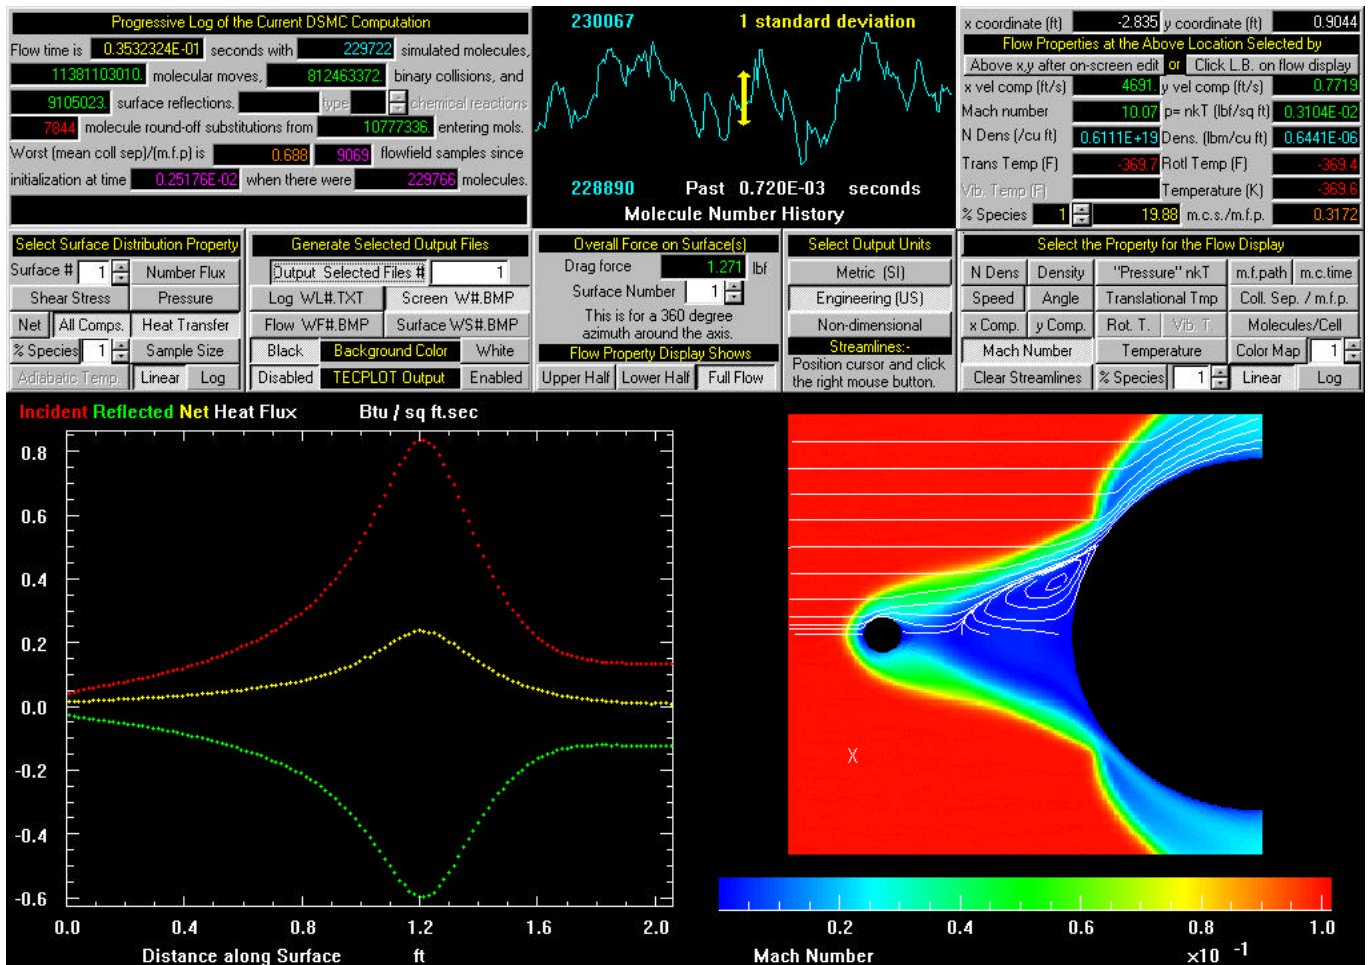 Progressive Log of the Current DSMC Computation
Flow time is 0.3532324E-01 seconds with 229722 simulated molecules,
11381103010. molecular moves, 812463372. binary collisions, and
9105023. surface reflections. type chemical reactions
7844 molecule round-off substitutions from 10777336. entering mols.
Worst (mean coll sep)/(m.f.p) is 0.688 9069 flowfield samples since
initialization at time 0.25176E-02 when there were 229766 molecules.
230067 1 standard deviation
228890 Past 0.720E-03 seconds
Molecule Number History
x coordinate (ft) -2.835 y coordinate (ft) 0.9044
Flow Properties at the Above Location Selected by
Above x,y after on-screen edit or Click L.B. on flow display
x vel comp (ft/s) 4691. y vel comp (ft/s) 0.7719
Mach number 10.07 p= nkT (lbf/sq ft) 0.3104E-02
N Dens (/cu ft) 0.6111E+19 Dens. (lbm/cu ft) 0.6441E-06
Trans Temp (F) -369.7 Rotl Temp (F) -369.4
Vib. Temp (F) Temperature (K) -369.6
% Species 1 19.88 m.c.s./m.f.p. 0.3172
Select Surface Distribution Property
Surface # 1 Number Flux
Shear Stress Pressure
Net All Comps. Heat Transfer
% Species 1 Sample Size
Adiabatic Temp. Linear Log
Generate Selected Output Files
Output Selected Files # 1
Log WL#.TXT Screen W#.BMP
Flow WF#.BMP Surface WS#.BMP
Black Background Color White
Disabled TECPLOT Output Enabled
Overall Force on Surface(s)
Drag force 1.271 lbf
Surface Number 1
This is for a 360 degree
azimuth around the axis.
Flow Property Display Shows
Upper Half Lower Half Full Flow
Select Output Units
Metric (SI)
Engineering (US)
Non-dimensional
Streamlines:-
Position cursor and click
the right mouse button.
Select the Property for the Flow Display
N Dens Density "Pressure" nkT m.f.path m.c.time
Speed Angle Translational Tmp Coll. Sep. / m.f.p.
x Comp. y Comp. Rot. T. Vib. T. Molecules/Cell
Mach Number Temperature Color Map 1
Clear Streamlines % Species 1 Linear Log
Incident Reflected Net Heat Flux Btu / sq ft.sec
0.8
0.6
0.4
0.2
0.0
-0.2
-0.4
-0.6
0.0 0.4 0.8 1.2 1.6 2.0
Distance along Surface ft
X
0.2 0.4 0.6 0.8 1.0
Mach Number ×10 -1